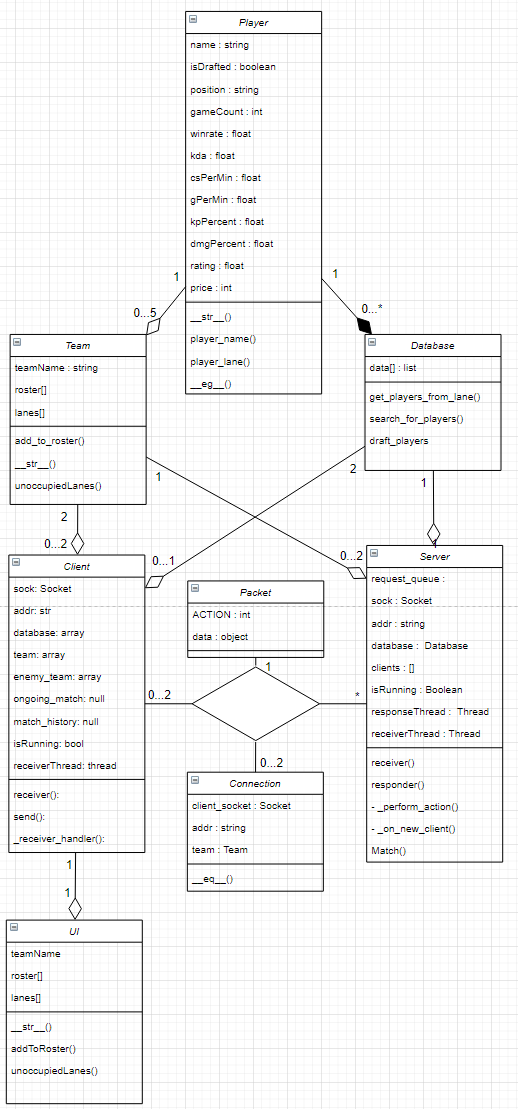 Player
name : string
isDrafted : boolean
position : string
gameCount : int
winrate : float
kda : float
csPerMin : float
gPerMin : float
kpPercent : float
dmgPercent : float
rating : float
price : int
__str__()
player_name()
player_lane()
__eg__()
1
0...5
1
0...*
Team
teamName : string
roster[]
lanes[]
add_to_roster()
__str__()
unoccupiedLanes()
Database
data[] : list
get_players_from_lane()
search_for_players()
draft_players
2
0...2
1
0...2
2
0...1
1
1
Client
sock: Socket
addr: str
database: array
team: array
enemy_team: array
ongoing_match: null
match_history: null
isRunning: bool
receiverThread: thread
receiver():
send():
_receiver_handler():
Packet
ACTION : int
data : object
1
0...2
*
0...2
Server
request_queue :
sock : Socket
addr : string
database :  Database
clients : []
isRunning : Boolean
responseThread :  Thread
receiverThread : Thread
receiver()
responder()
- _perform_action()
- _on_new_client()
Match()
Connection
client_socket : Socket
addr : string
team : Team
__eq__()
1
1
UI
teamName
roster[]
lanes[]
__str__()
addToRoster()
unoccupiedLanes()